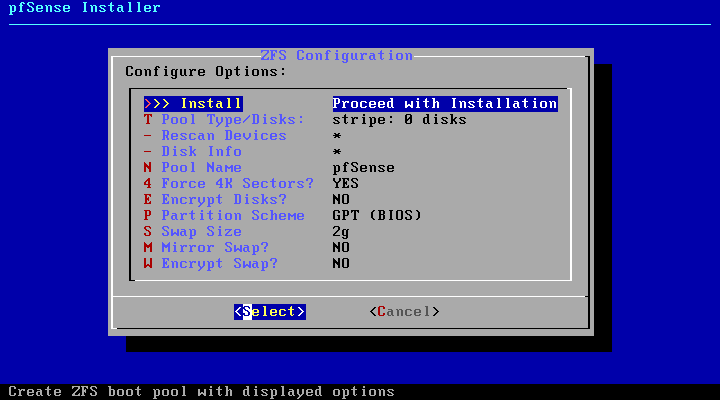 pfSense Installer
ZFS Configuration
Configure Options:
>>> Install Proceed with Installation
T Pool Type/Disks: stripe: 0 disks
- Rescan Devices *
- Disk Info *
N Pool Name pfSense
4 Force 4K Sectors? YES
E Encrypt Disks? NO
P Partition Scheme GPT (BIOS)
S Swap Size 2g
M Mirror Swap? NO
W Encrypt Swap? NO
<Select> <Cancel>
Create ZFS boot pool with displayed options